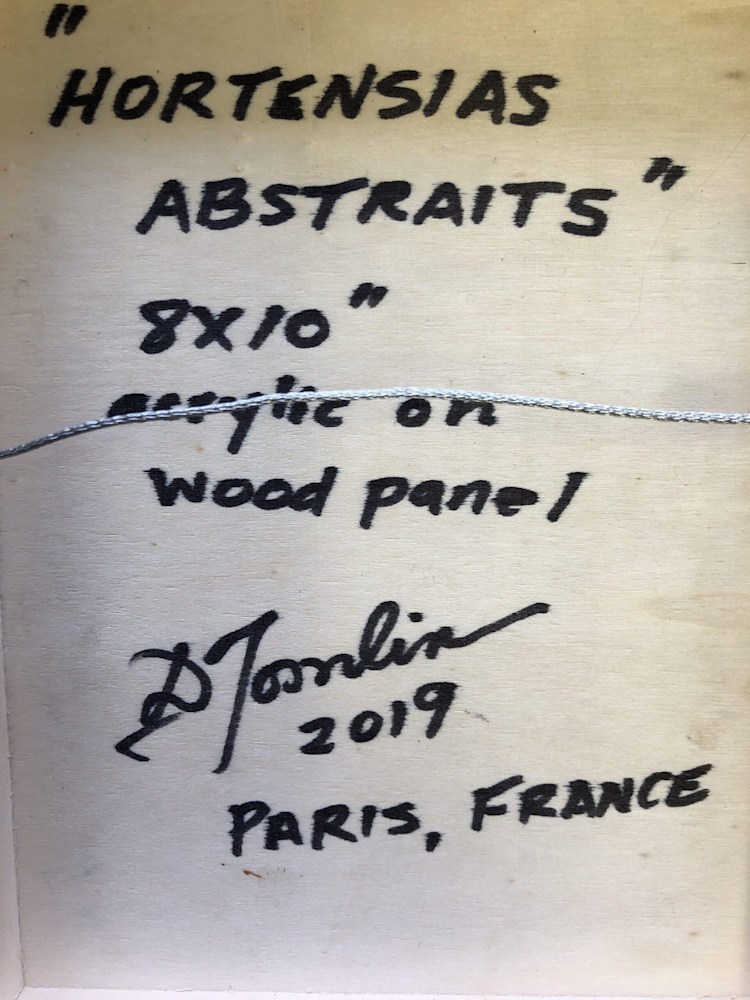 "
HORTENSIAS
ABSTRAITS"
8X10"
acrylic on
wood panel
D Tomlin
2019
PARIS, FRANCE